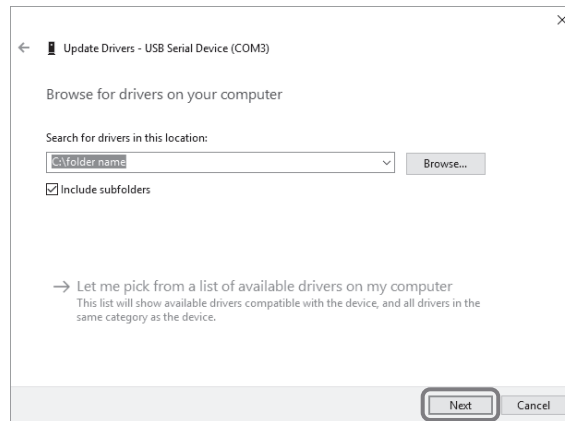 Update Drivers - USB Serial Device (COM3)
Browse for drivers on your computer
Search for drivers in this location:
C:\folder name
Browse...
Include subfolders
Let me pick from a list of available drivers on my computer
This list will show available drivers compatible with the device, and all drivers in the
same category as the device.
Next
Cancel